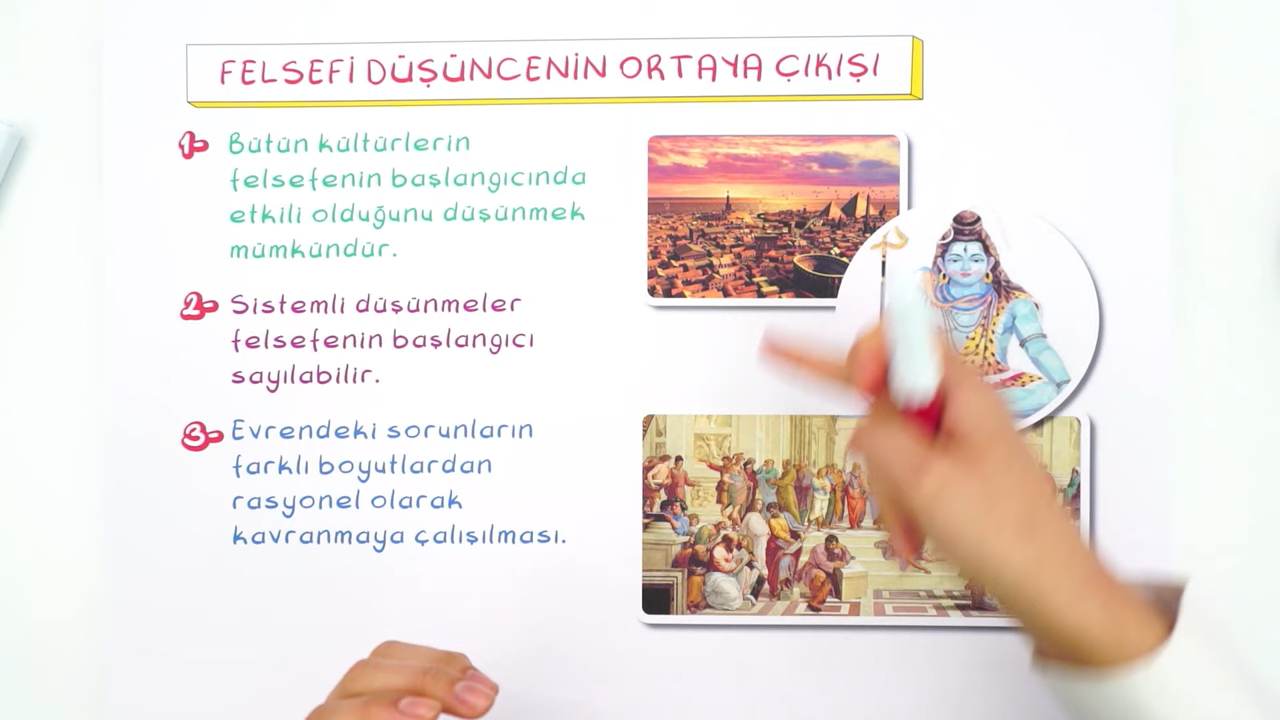 FELSEFİ DÜŞÜNCENİN ORTAYA ÇIKIŞI
1- Bütün kültürlerin
felsefenin başlangıcında
etkili olduğunu düşünmek
mümkündür.
2- Sistemli düşünmeler
felsefenin başlangıcı
sayılabilir.
3- Evrendeki sorunların
farklı boyutlardan
rasyonel olarak
kavranmaya çalışılması.